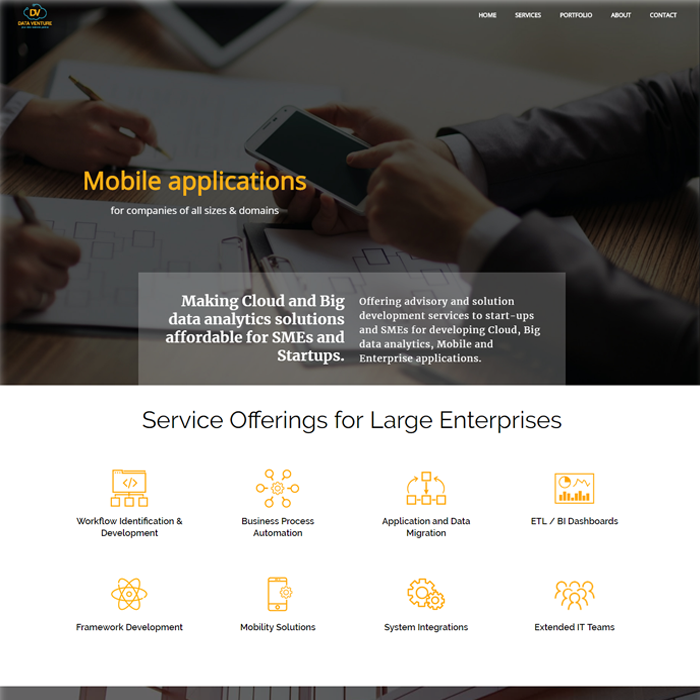 DV
DATA VENTURE
HOME SERVICES PORTFOLIO ABOUT CONTACT
Mobile applications
for companies of all sizes & domains
Making Cloud and Big
data analytics solutions
affordable for SMEs and
Startups.
Offering advisory and solution
development services to start-ups
and SMEs for developing Cloud, Big
data analytics, Mobile and
Enterprise applications.
Service Offerings for Large Enterprises
Workflow Identification &
Development
Business Process
Automation
Application and Data
Migration
ETL / BI Dashboards
Framework Development
Mobility Solutions
System Integrations
Extended IT Teams